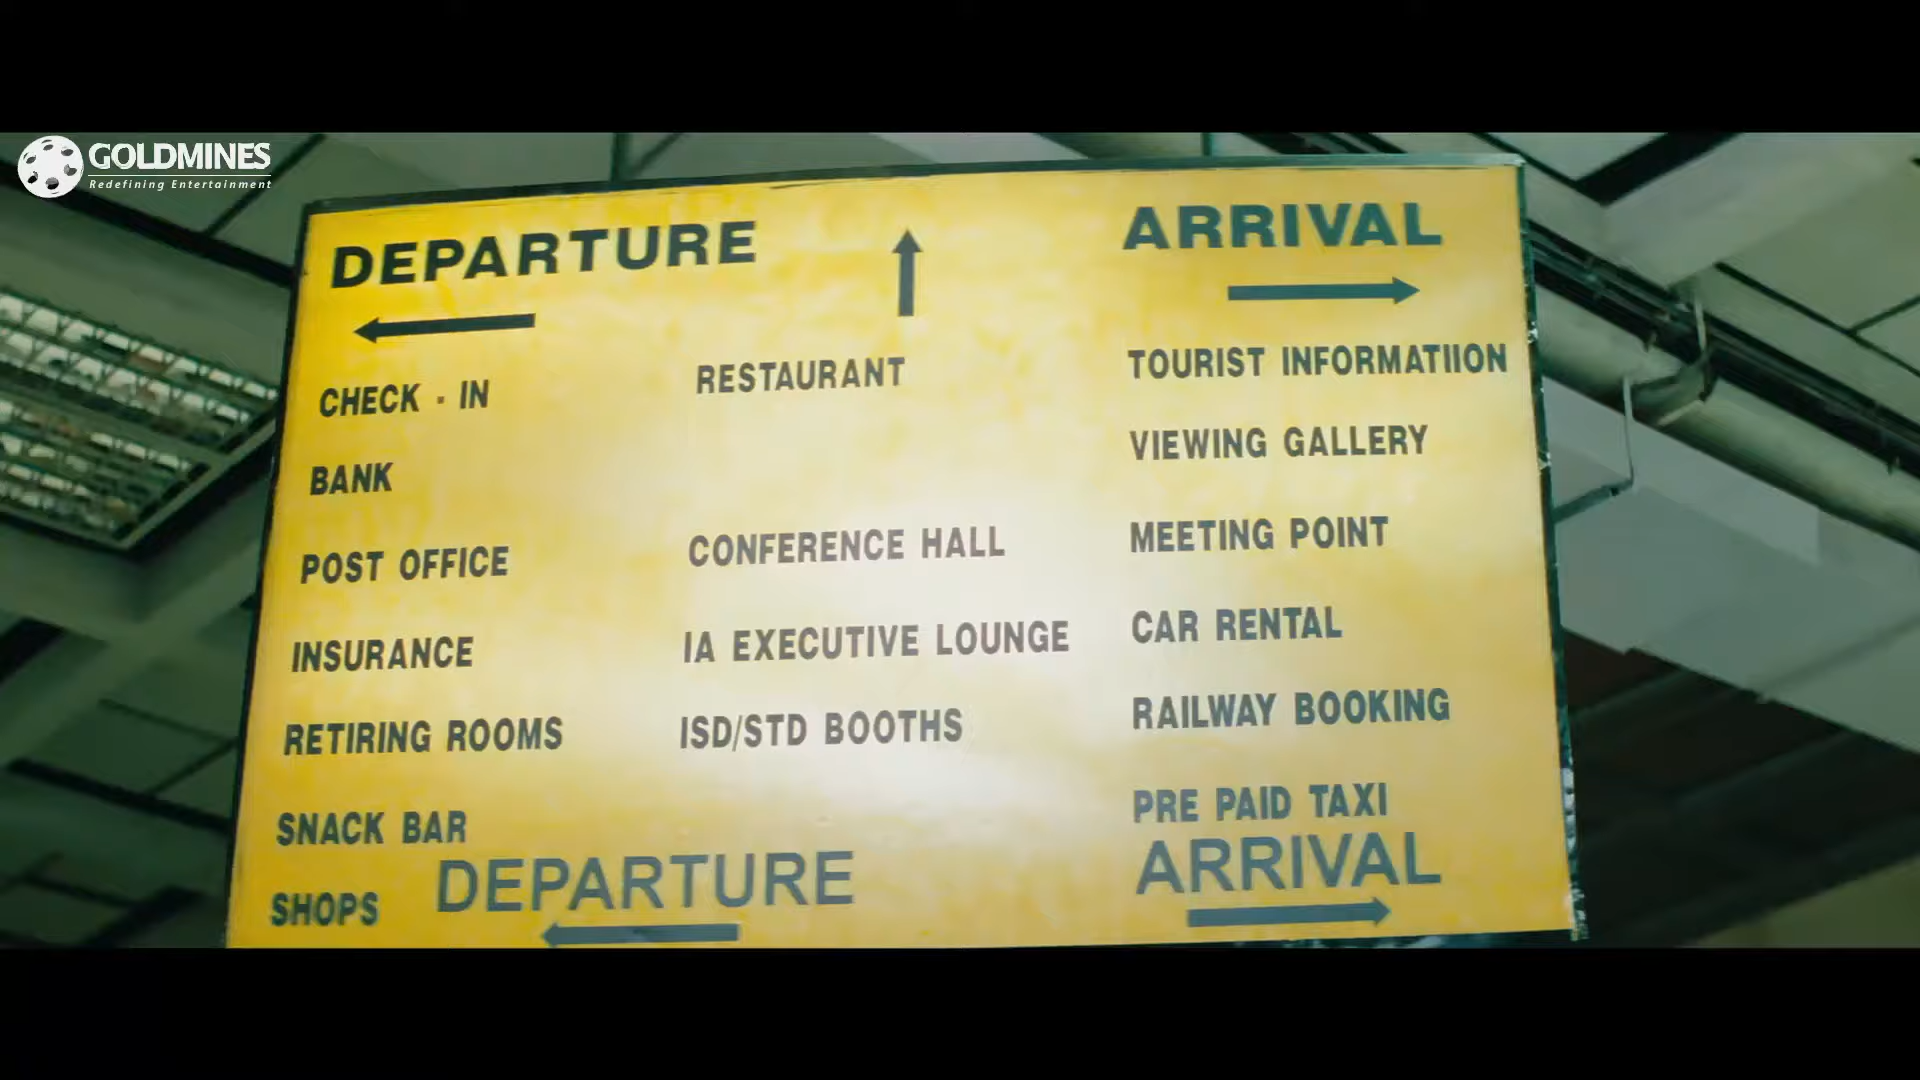 GOLDMINES
Redefining Entertainment
DEPARTURE
ARRIVAL
CHECK - IN
RESTAURANT
TOURIST INFORMATIION
BANK
VIEWING GALLERY
POST OFFICE
CONFERENCE HALL
MEETING POINT
INSURANCE
IA EXECUTIVE LOUNGE
CAR RENTAL
RETIRING ROOMS
ISD/STD BOOTHS
RAILWAY BOOKING
SNACK BAR
PRE PAID TAXI
SHOPS
DEPARTURE
ARRIVAL